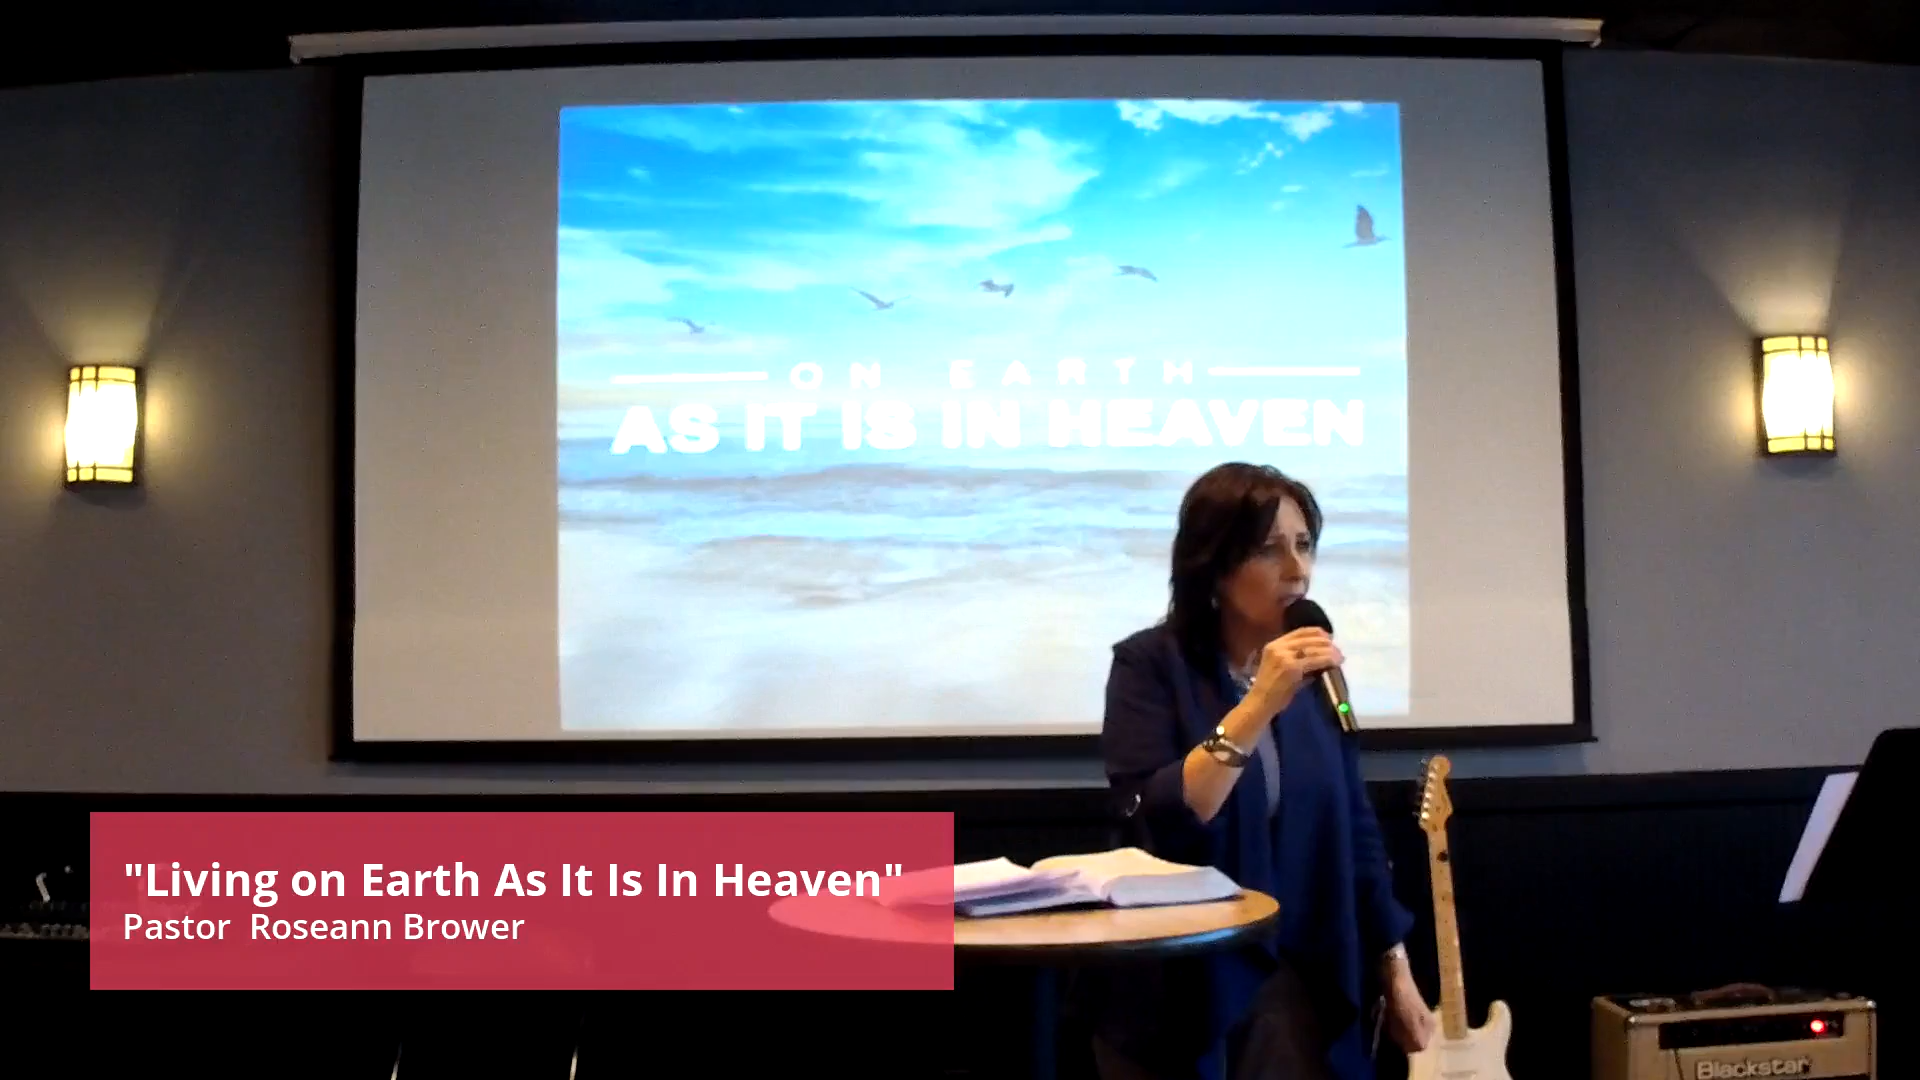 ON EARTH
AS IT IS IN HEAVEN
"Living on Earth As It Is In Heaven"
Pastor Roseann Brower
Blackstar